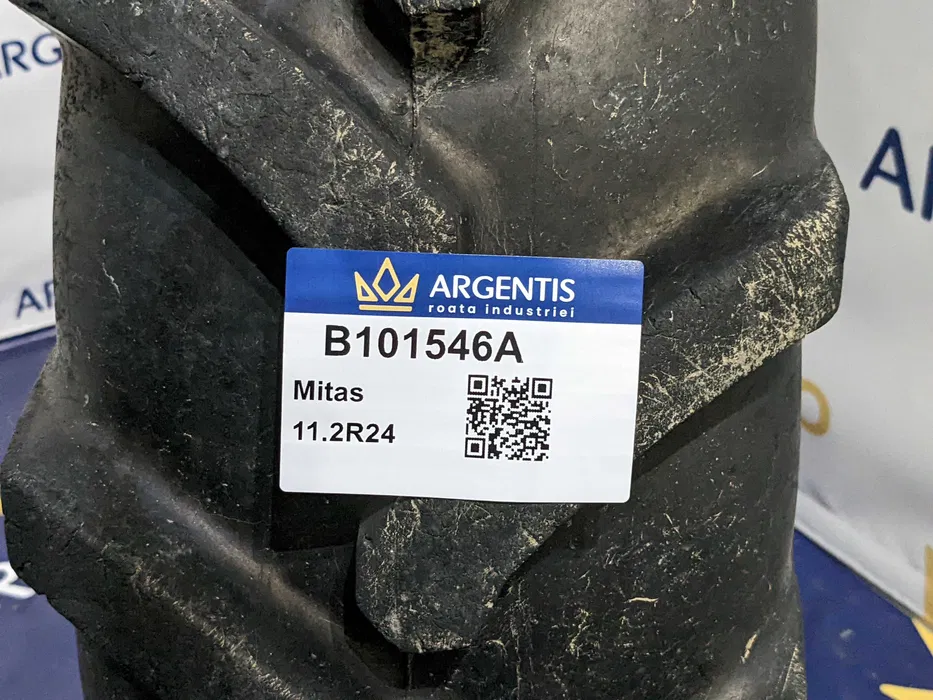 ARGENTIS
roata industriei
B101546A
Mitas
11.2R24